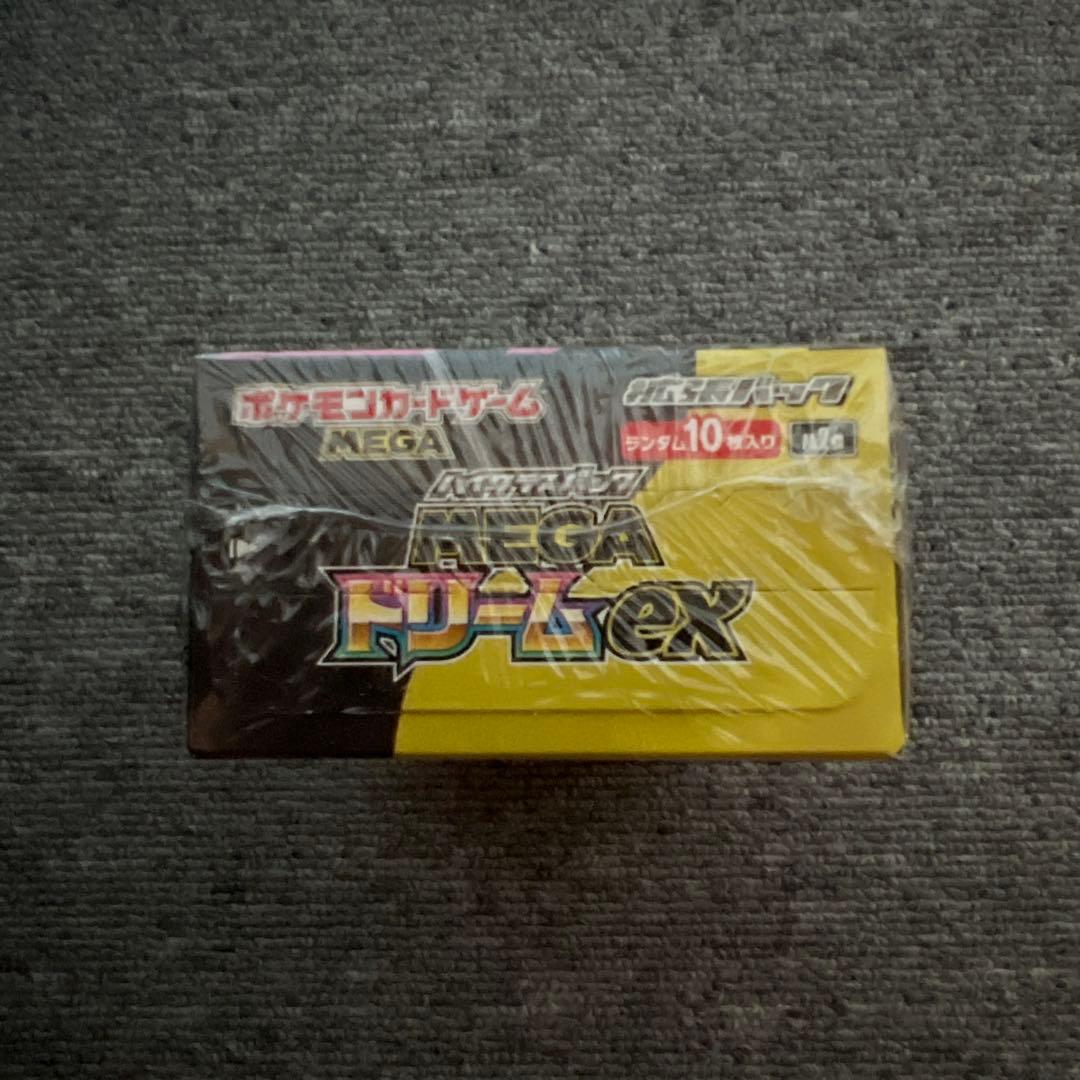 ポケモンカードゲーム
MEGA
拡張パック
ランダム10枚入り
ハイクラスパック
MEGA
ドリームex